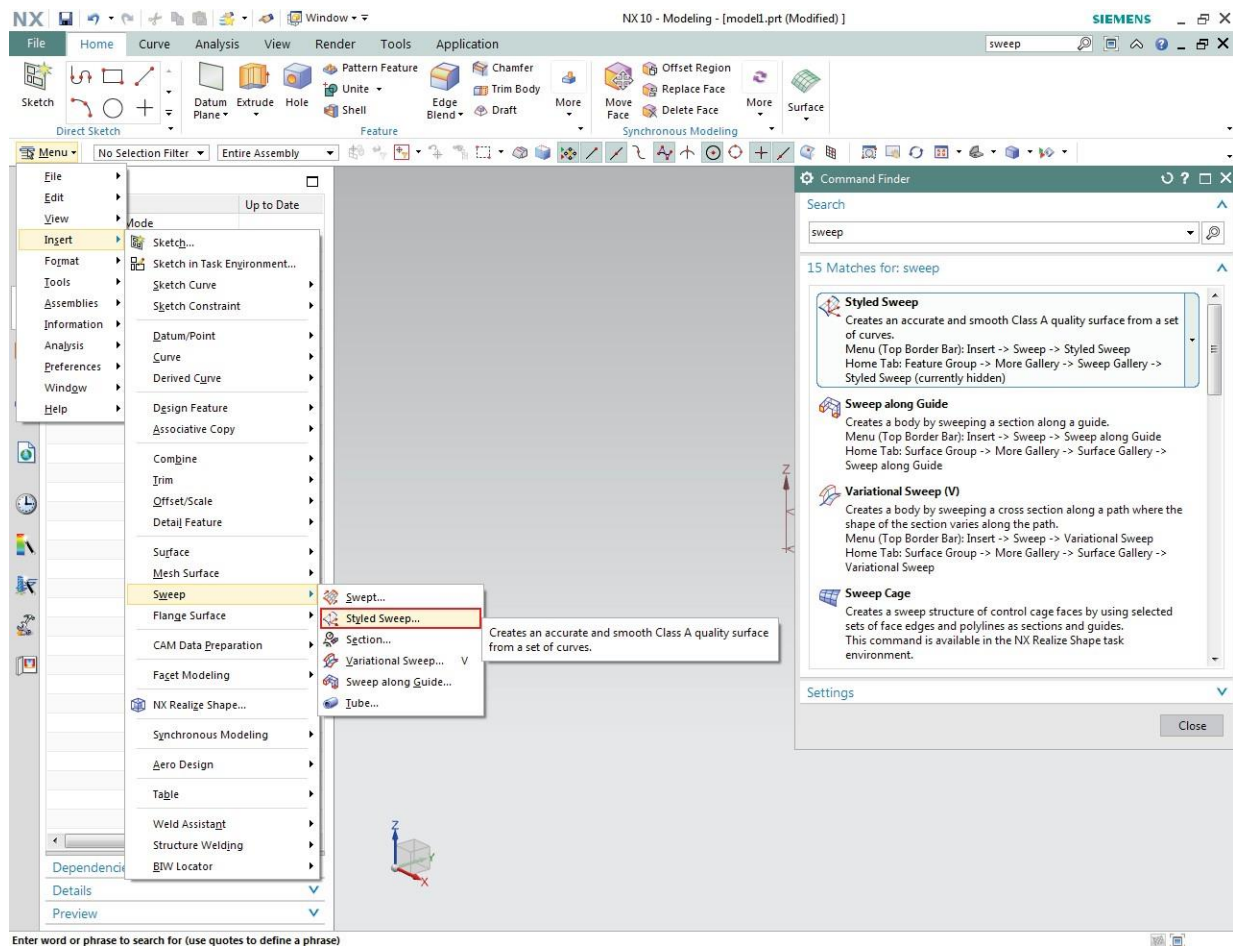 NX Window NX 10 - Modeling - [model1.prt (Modified) ] SIEMENS
File Home Curve Analysis View Render Tools Application sweep
Sketch
Direct Sketch
Datum Plane
Extrude
Hole
Pattern Feature
Unite
Shell
Edge Blend
Chamfer
Trim Body
Draft
More
Feature
Move Face
Offset Region
Replace Face
Delete Face
More
Synchronous Modeling
Surface
Menu No Selection Filter Entire Assembly
File
Edit
View
Insert
Format
Tools
Assemblies
Information
Analysis
Preferences
Window
Help
Up to Date
Mode
Sketch...
Sketch in Task Environment...
Sketch Curve
Sketch Constraint
Datum/Point
Curve
Derived Curve
Design Feature
Associative Copy
Combine
Trim
Offset/Scale
Detail Feature
Surface
Mesh Surface
Sweep
Flange Surface
CAM Data Preparation
Facet Modeling
NX Realize Shape...
Synchronous Modeling
Aero Design
Table
Weld Assistant
Structure Welding
BIW Locator
Swept...
Styled Sweep...
Section...
Variational Sweep... V
Sweep along Guide...
Tube...
Creates an accurate and smooth Class A quality surface
from a set of curves.
Dependencie
Details
Preview
Z
Z
Y
X
Command Finder
Search
sweep
15 Matches for: sweep
Styled Sweep
Creates an accurate and smooth Class A quality surface from a set
of curves.
Menu (Top Border Bar): Insert -> Sweep -> Styled Sweep
Home Tab: Feature Group -> More Gallery -> Sweep Gallery ->
Styled Sweep (currently hidden)
Sweep along Guide
Creates a body by sweeping a section along a guide.
Menu (Top Border Bar): Insert -> Sweep -> Sweep along Guide
Home Tab: Surface Group -> More Gallery -> Surface Gallery ->
Sweep along Guide
Variational Sweep (V)
Creates a body by sweeping a cross section along a path where the
shape of the section varies along the path.
Menu (Top Border Bar): Insert -> Sweep -> Variational Sweep
Home Tab: Surface Group -> More Gallery -> Surface Gallery ->
Variational Sweep
Sweep Cage
Creates a sweep structure of control cage faces by using selected
sets of face edges and polylines as sections and guides.
This command is available in the NX Realize Shape task
environment.
Settings
Close
Enter word or phrase to search for (use quotes to define a phrase)